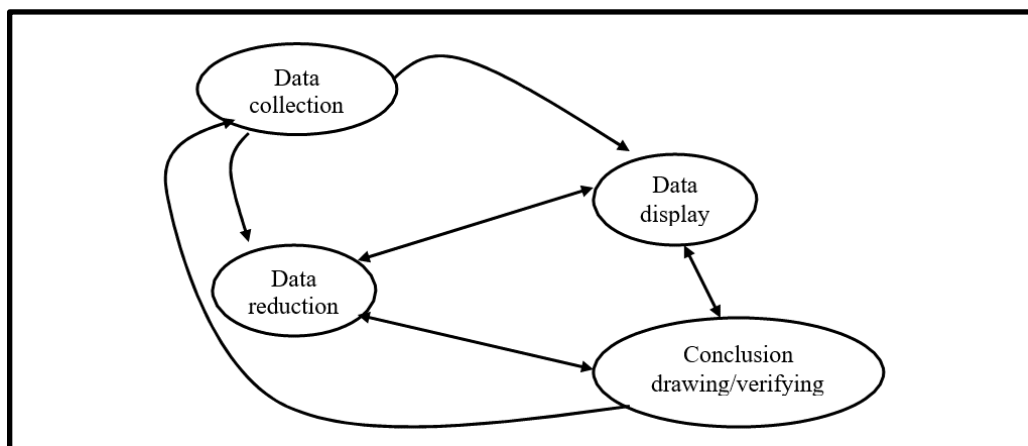 Data
collection
Data
display
Data
reduction
Conclusion
drawing/verifying